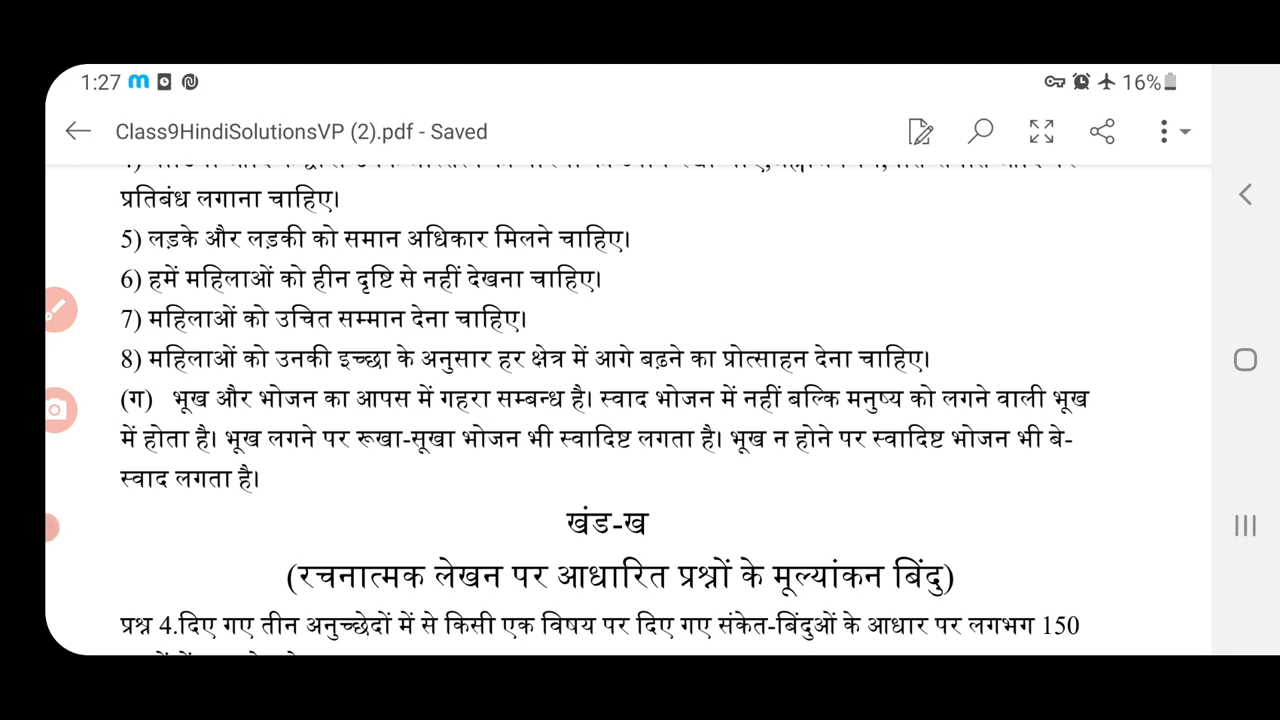 1:27 16%
Class9HindiSolutionsVP (2).pdf - Saved
प्रतिबंध लगाना चाहिए।
5) लड़के और लड़की को समान अधिकार मिलने चाहिए।
6) हमें महिलाओं को हीन दृष्टि से नहीं देखना चाहिए।
7) महिलाओं को उचित सम्मान देना चाहिए।
8) महिलाओं को उनकी इच्छा के अनुसार हर क्षेत्र में आगे बढ़ने का प्रोत्साहन देना चाहिए।
(ग) भूख और भोजन का आपस में गहरा सम्बन्ध है। स्वाद भोजन में नहीं बल्कि मनुष्य को लगने वाली भूख
में होता है। भूख लगने पर रूखा-सूखा भोजन भी स्वादिष्ट लगता है। भूख न होने पर स्वादिष्ट भोजन भी बे-
स्वाद लगता है।
खंड-ख
(रचनात्मक लेखन पर आधारित प्रश्नों के मूल्यांकन बिंदु)
प्रश्न 4.दिए गए तीन अनुच्छेदों में से किसी एक विषय पर दिए गए संकेत-बिंदुओं के आधार पर लगभग 150